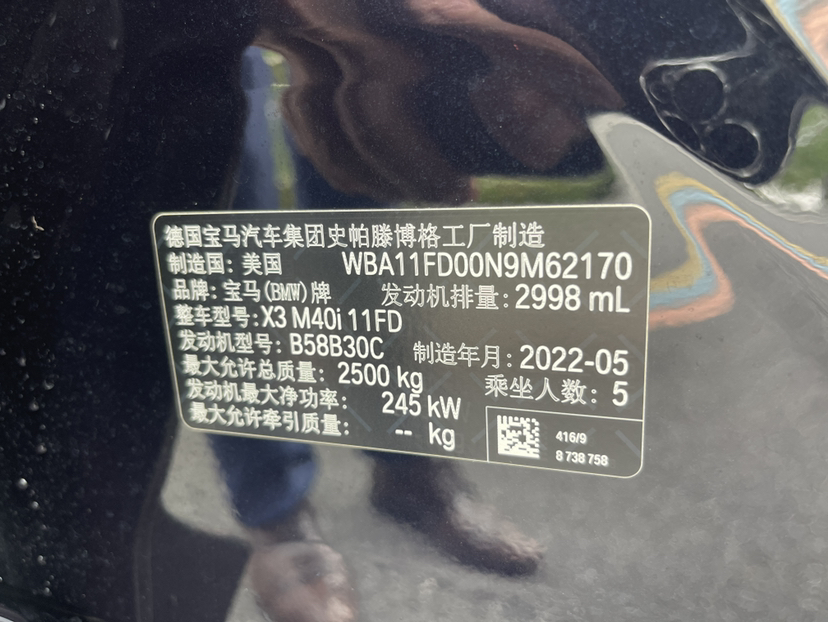 德国宝马汽车集团史帕滕博格工厂制造
制造国：美国 WBA11FD00N9M62170
品牌：宝马(BMW)牌 发动机排量：2998 mL
整车型号:X3 M40i 11FD
发动机型号: B58B30C 制造年月: 2022-05
最大允许总质量: 2500 kg 乘坐人数: 5
发动机最大净功率: 245 kW
最大允许牵引质量: -- kg
416/9
8 738 758